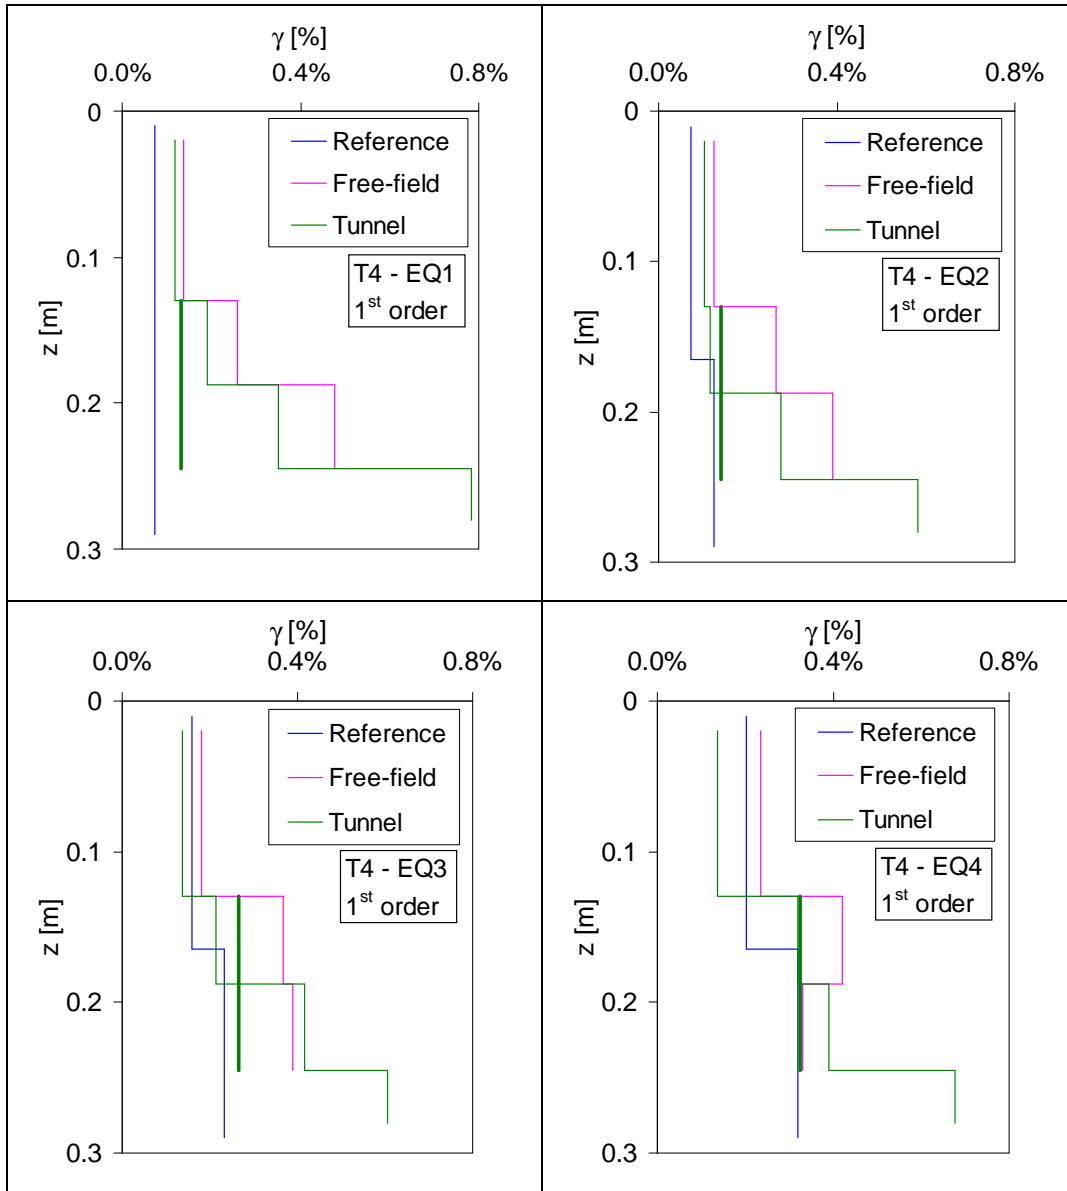 γ [%]
0.0% 0.4% 0.8%
0
0.1
0.2
0.3
z [m]
Reference
Free-field
Tunnel
T4 - EQ1
1st order
γ [%]
0.0% 0.4% 0.8%
0
0.1
0.2
0.3
z [m]
Reference
Free-field
Tunnel
T4 - EQ2
1st order
γ [%]
0.0% 0.4% 0.8%
0
0.1
0.2
0.3
z [m]
Reference
Free-field
Tunnel
T4 - EQ3
1st order
γ [%]
0.0% 0.4% 0.8%
0
0.1
0.2
0.3
z [m]
Reference
Free-field
Tunnel
T4 - EQ4
1st order